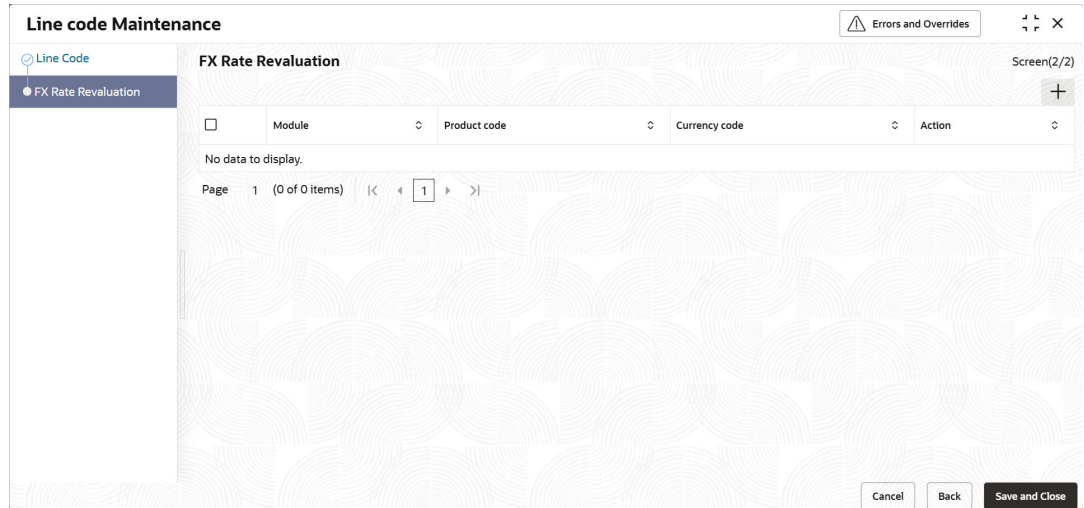 Line code Maintenance
Errors and Overrides
Line Code
FX Rate Revaluation
FX Rate Revaluation
Screen(2/2)
Module Product code Currency code Action
No data to display.
Page 1 (0 of 0 items) 1
Cancel Back Save and Close